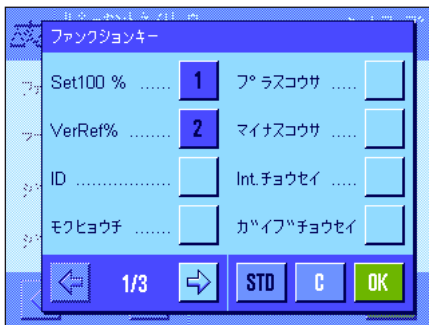 ファンクションキー
Set100 % ...... 1
プラスコウサ .....
VerRef% ........ 2
マイナスコウサ ....
ID .................
Int.チョウセイ .....
モクヒョウチ .......
ガイブチョウセイ
1/3
STD
C
OK